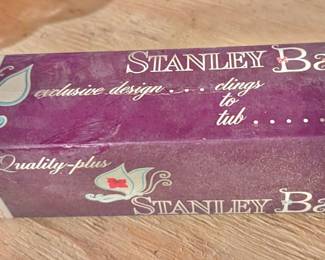 STANLEY Ba
exclusive design . . . clings
to
tub . . . . .
Quality-plus
STANLEY Ba